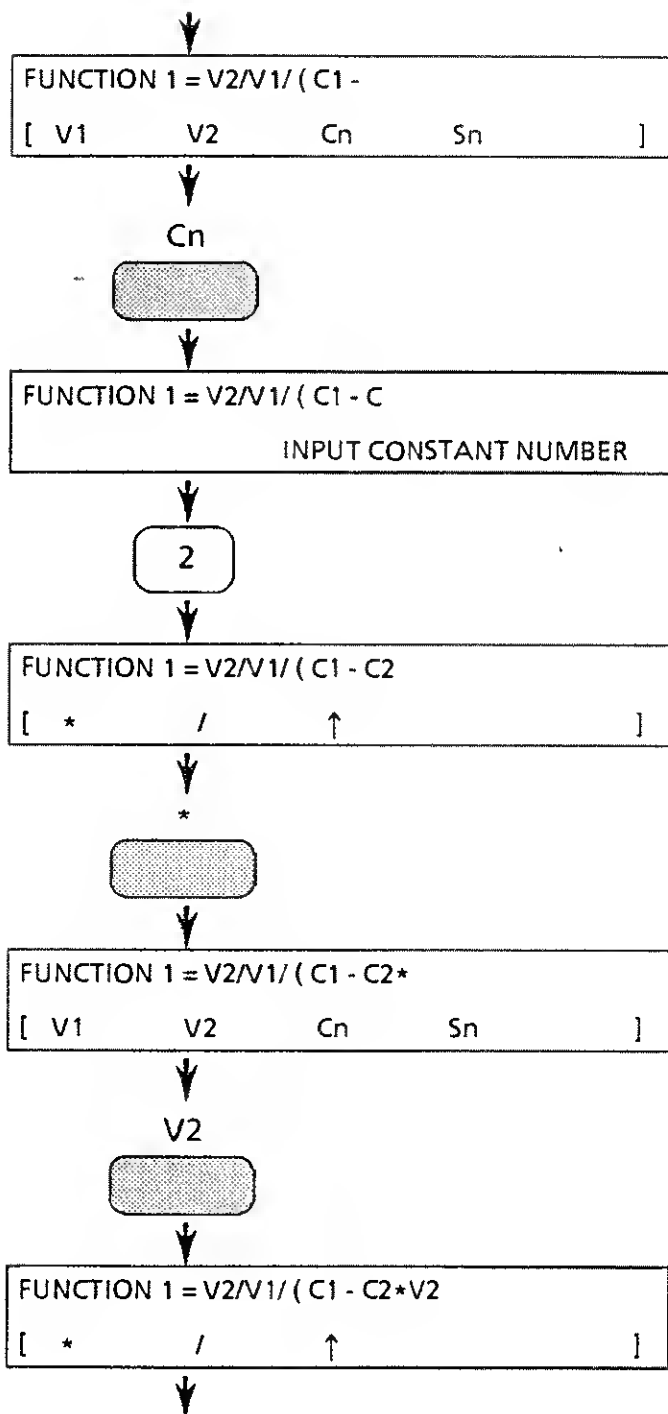 FUNCTION 1 = V2/V1/ ( C1 -
[ V1 V2 Cn Sn ]
Cn
FUNCTION 1 = V2/V1/ ( C1 - C
INPUT CONSTANT NUMBER
2
FUNCTION 1 = V2/V1/ ( C1 - C2
[ * / ↑ ]
*
FUNCTION 1 = V2/V1/ ( C1 - C2*
[ V1 V2 Cn Sn ]
V2
FUNCTION 1 = V2/V1/ ( C1 - C2*V2
[ * / ↑ ]